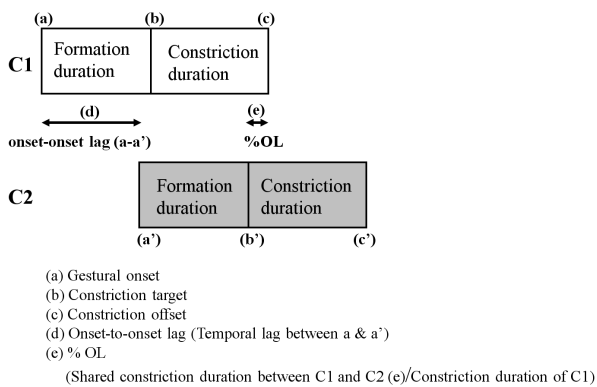 (a) (b) (c)
C1 Formation duration Constriction duration
(d) (e)
onset-onset lag (a-a’) %OL
C2 Formation duration Constriction duration
(a’) (b’) (c’)
(a) Gestural onset
(b) Constriction target
(c) Constriction offset
(d) Onset-to-onset lag (Temporal lag between a & a’)
(e) % OL
(Shared constriction duration between C1 and C2 (e)/Constriction duration of C1)